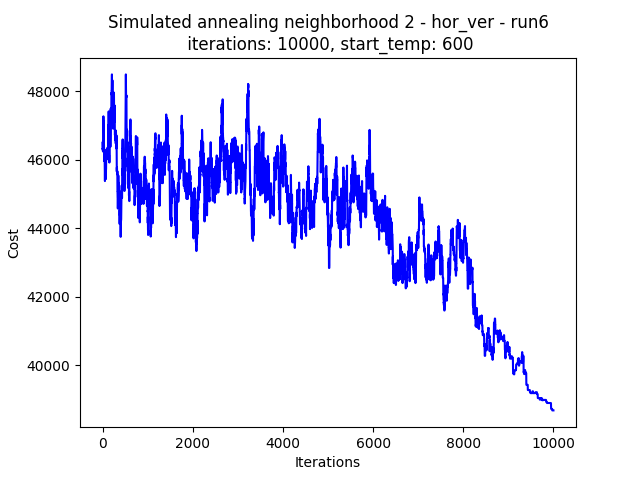 Simulated annealing neighborhood 2 - hor_ver - run6
iterations: 10000, start_temp: 600
48000
46000
44000
42000
40000
Cost
0
2000
4000
6000
8000
10000
Iterations